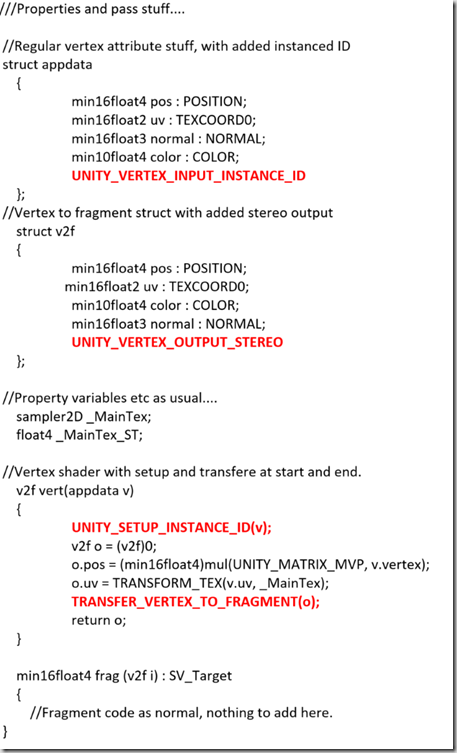 ///Properties and pass stuff....
//Regular vertex attribute stuff, with added instanced ID
struct appdata
{
min16float4 pos : POSITION;
min16float2 uv : TEXCOORD0;
min16float3 normal : NORMAL;
min10float4 color : COLOR;
UNITY_VERTEX_INPUT_INSTANCE_ID
};
//Vertex to fragment struct with added stereo output
struct v2f
{
min16float4 pos : POSITION;
min16float2 uv : TEXCOORD0;
min10float4 color : COLOR;
min16float3 normal : NORMAL;
UNITY_VERTEX_OUTPUT_STEREO
};
//Property variables etc as usual....
sampler2D _MainTex;
float4 _MainTex_ST;
//Vertex shader with setup and transfere at start and end.
v2f vert(appdata v)
{
UNITY_SETUP_INSTANCE_ID(v);
v2f o = (v2f)0;
o.pos = (min16float4)mul(UNITY_MATRIX_MVP, v.vertex);
o.uv = TRANSFORM_TEX(v.uv, _MainTex);
TRANSFER_VERTEX_TO_FRAGMENT(o);
return o;
}
min16float4 frag (v2f i) : SV_Target
{
//Fragment code as normal, nothing to add here.
}